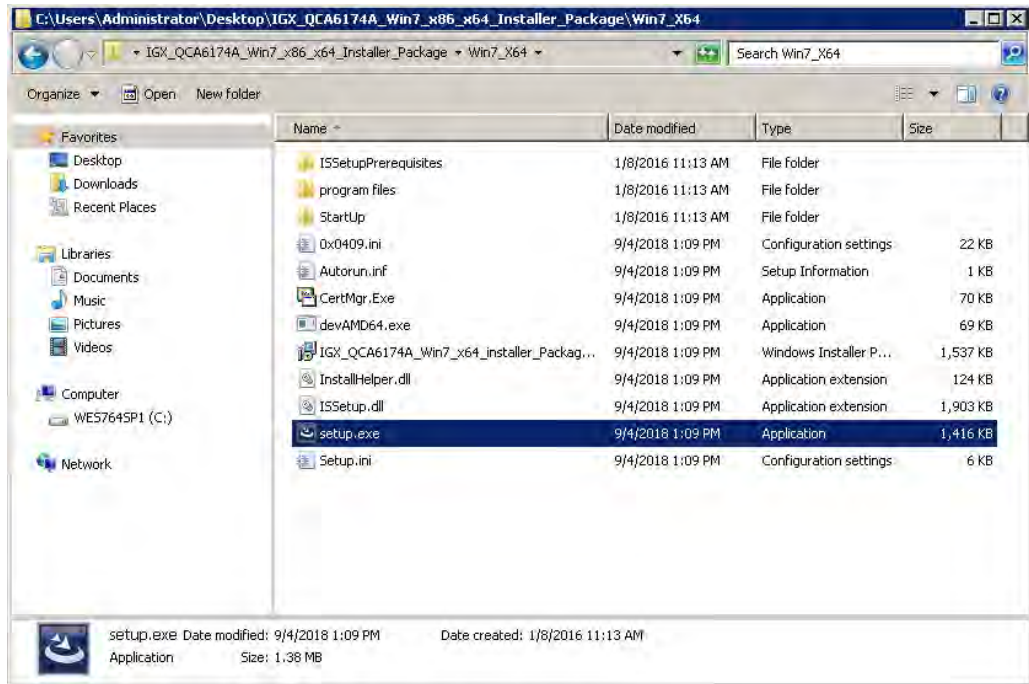 C:\Users\Administrator\Desktop\IGX_QCA6174A_Win7_x86_x64_Installer_Package\Win7_X64
IGX_QCA6174A_Win7_x86_x64_Installer_Package Win7_X64
Search Win7_X64
Organize Open New folder
Favorites
Desktop
Downloads
Recent Places
Libraries
Documents
Music
Pictures
Videos
Computer
WES764SP1 (C:)
Network
Name Date modified Type Size
ISSetupPrerequisites 1/8/2016 11:13 AM File folder
program files 1/8/2016 11:13 AM File folder
StartUp 1/8/2016 11:13 AM File folder
0x0409.ini 9/4/2018 1:09 PM Configuration settings 22 KB
Autorun.inf 9/4/2018 1:09 PM Setup Information 1 KB
CertMgr.Exe 9/4/2018 1:09 PM Application 70 KB
devAMD64.exe 9/4/2018 1:09 PM Application 69 KB
IGX_QCA6174A_Win7_x64_installer_Packag... 9/4/2018 1:09 PM Windows Installer P... 1,537 KB
InstallHelper.dll 9/4/2018 1:09 PM Application extension 124 KB
ISSetup.dll 9/4/2018 1:09 PM Application extension 1,903 KB
setup.exe 9/4/2018 1:09 PM Application 1,416 KB
Setup.ini 9/4/2018 1:09 PM Configuration settings 6 KB
setup.exe Date modified: 9/4/2018 1:09 PM Date created: 1/8/2016 11:13 AM
Application Size: 1.38 MB